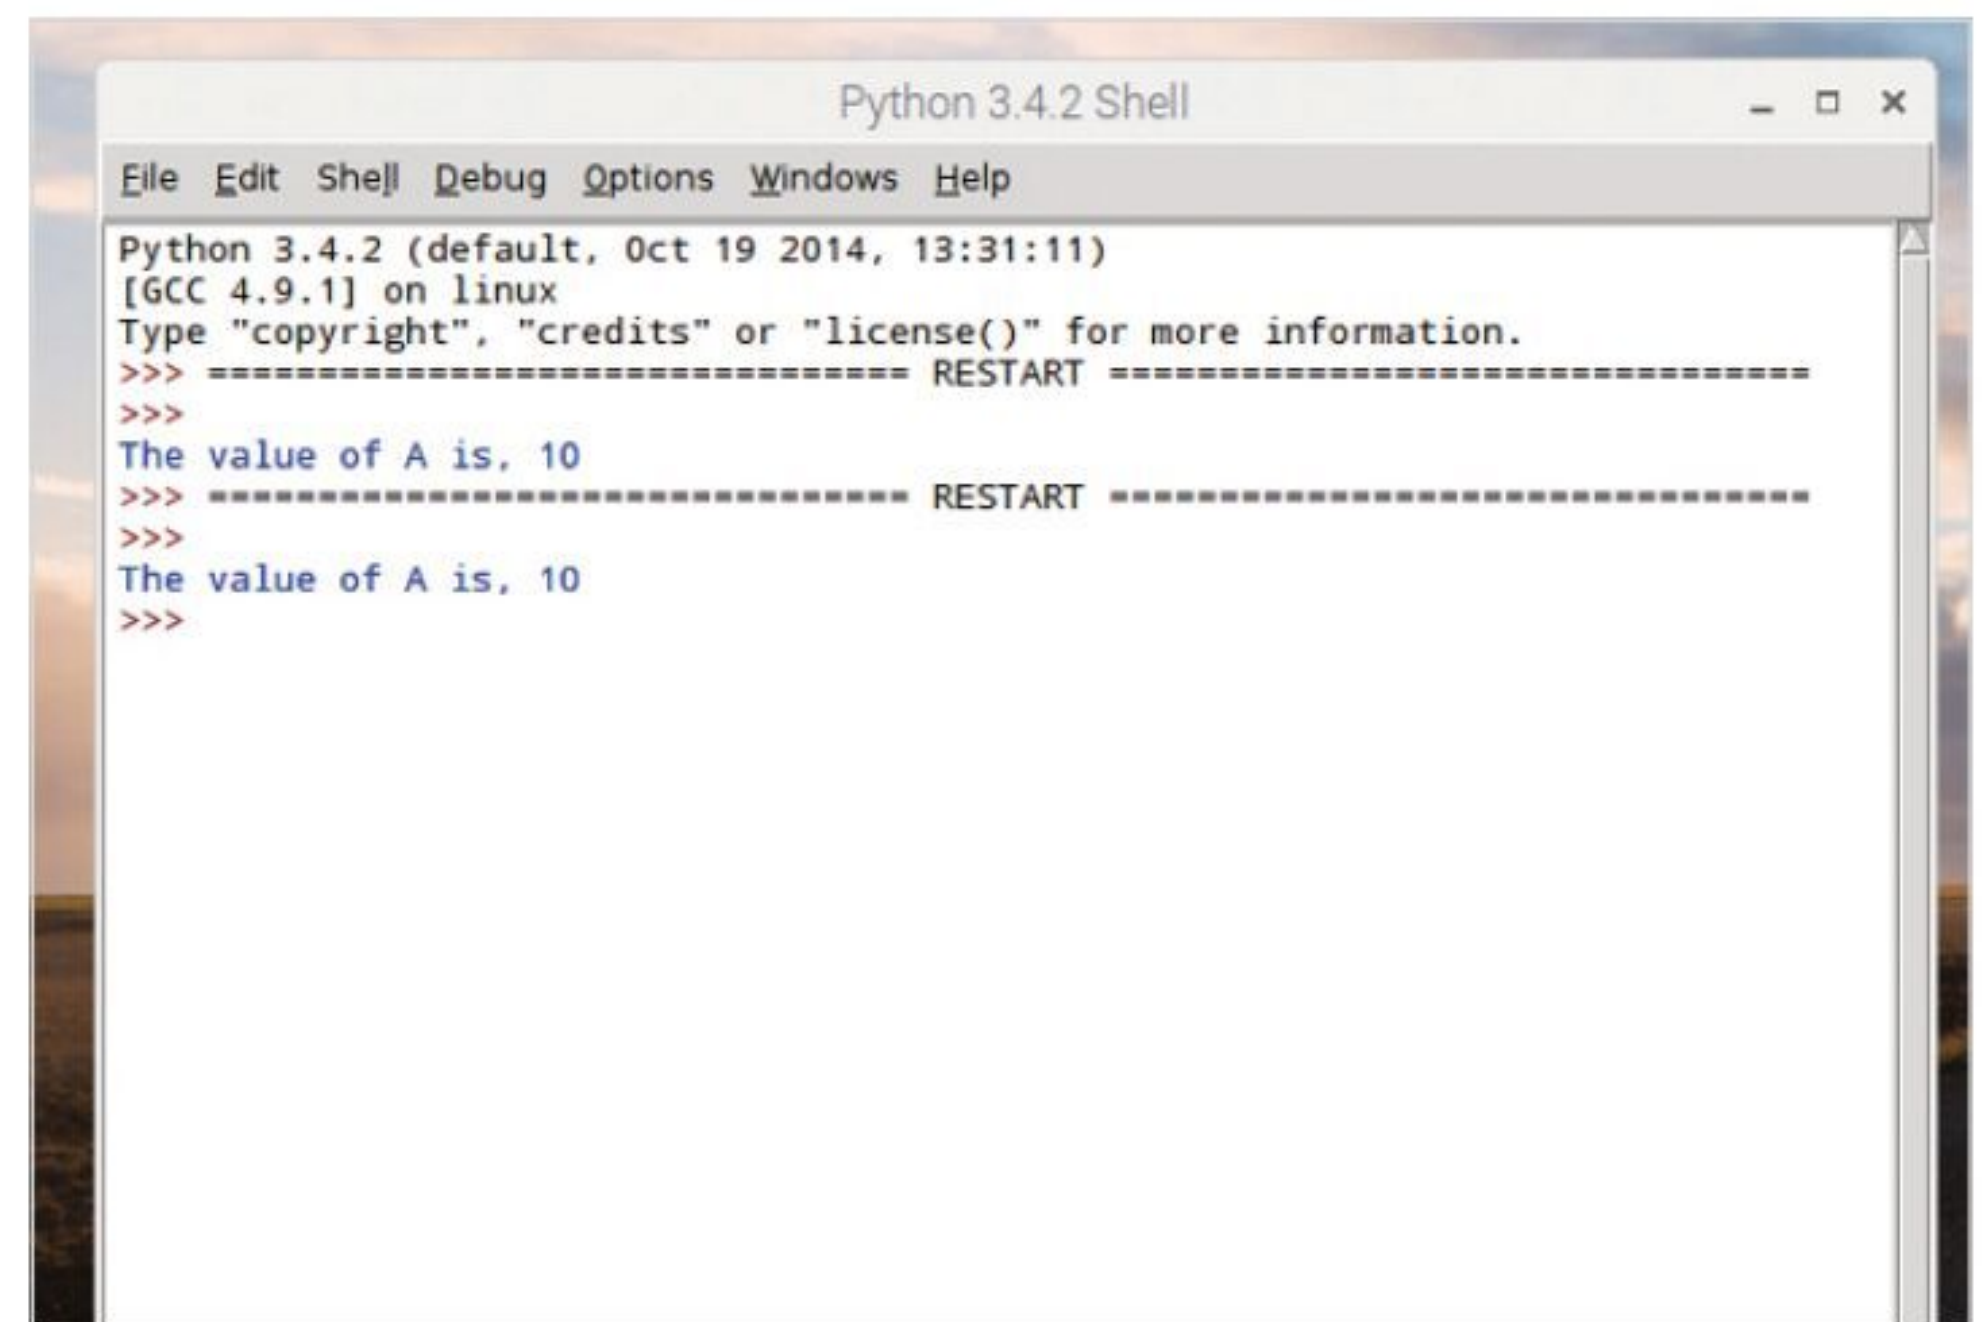 Python 3.4.2 Shell
File Edit Shell Debug Options Windows Help
Python 3.4.2 (default, Oct 19 2014, 13:31:11)
[GCC 4.9.1] on linux
Type "copyright", "credits" or "license()" for more information.
>>> ================================ RESTART ================================
>>>
The value of A is, 10
>>> ================================ RESTART ================================
>>>
The value of A is, 10
>>>